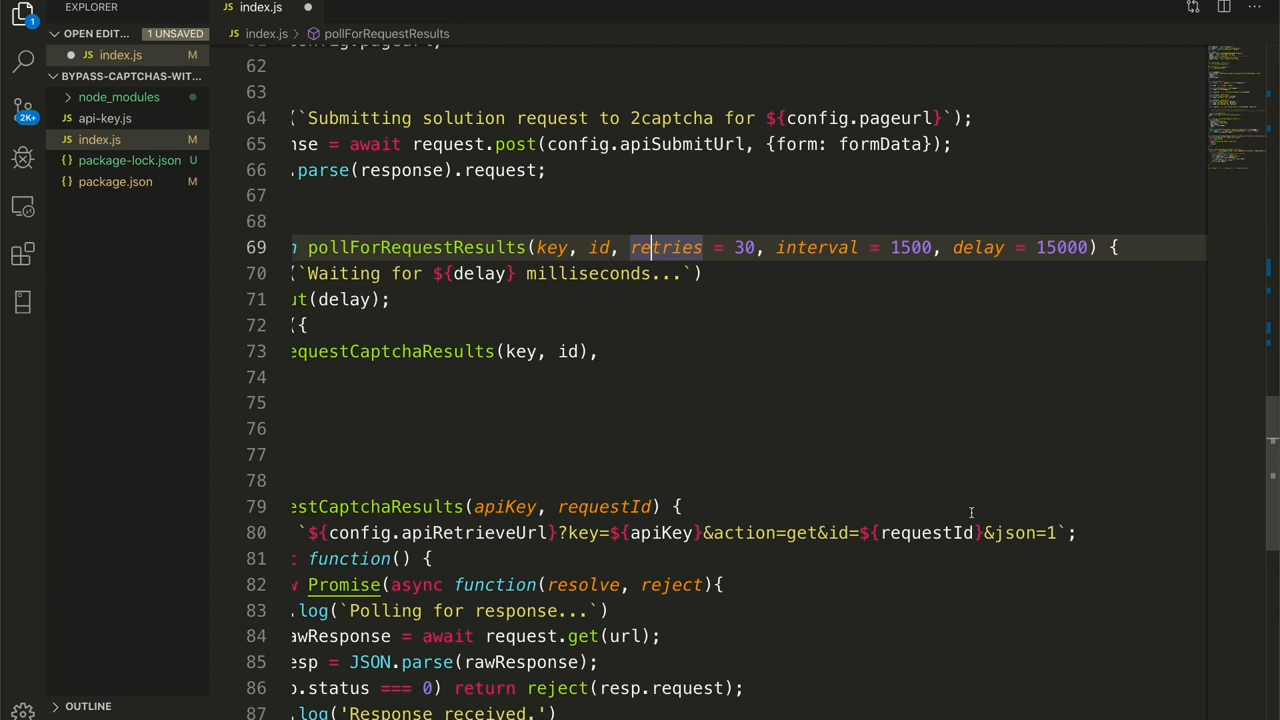 EXPLORER
JS index.js
OPEN EDIT... 1 UNSAVED
JS index.js M
BYPASS-CAPTCHAS-WIT...
node_modules
api-key.js
JS index.js M
{} package-lock.json U
{} package.json M
OUTLINE
1
2K+
JS index.js > pollForRequestResults
62
63
64 (`Submitting solution request to 2captcha for ${config.pageurl}`);
65 nse = await request.post(config.apiSubmitUrl, {form: formData});
66 .parse(response).request;
67
68
69 n pollForRequestResults(key, id, retries = 30, interval = 1500, delay = 15000) {
70 (`Waiting for ${delay} milliseconds...`)
71 ut(delay);
72 ({
73 equestCaptchaResults(key, id),
74
75
76
77
78
79 estCaptchaResults(apiKey, requestId) {
80 `${config.apiRetrieveUrl}?key=${apiKey}&action=get&id=${requestId}&json=1`;
81 c function() {
82 w Promise(async function(resolve, reject){
83 .log(`Polling for response...`)
84 awResponse = await request.get(url);
85 esp = JSON.parse(rawResponse);
86 p.status === 0) return reject(resp.request);
87 .log('Response received.')